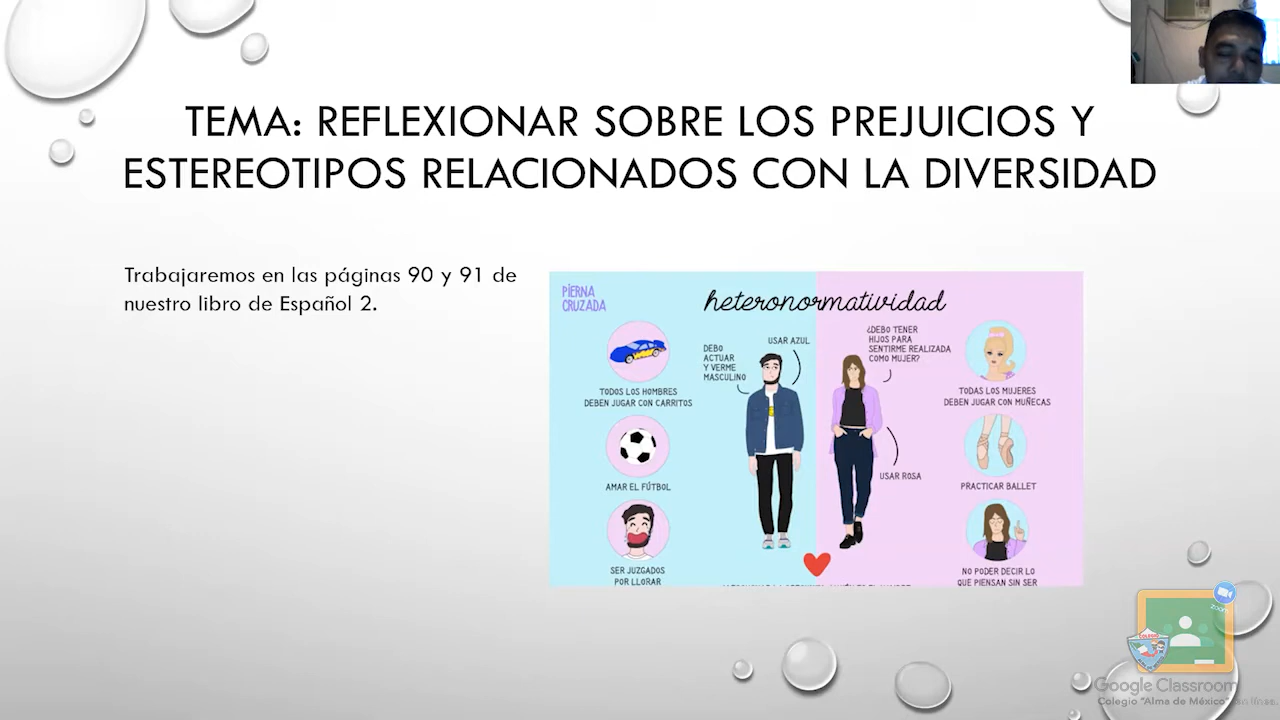 TEMA: REFLEXIONAR SOBRE LOS PREJUICIOS Y
ESTEREOTIPOS RELACIONADOS CON LA DIVERSIDAD
Trabajaremos en las páginas 90 y 91 de
nuestro libro de Español 2.
PIERNA
CRUZADA
heteronormatividad
TODOS LOS HOMBRES
DEBEN JUGAR CON CARRITOS
AMAR EL FÚTBOL
SER JUZGADOS
POR LLORAR
DEBO
ACTUAR
Y VERME
MASCULINO
USAR AZUL
¿DEBO TENER
HIJOS PARA
SENTIRME REALIZADA
COMO MUJER?
USAR ROSA
TODAS LAS MUJERES
DEBEN JUGAR CON MUÑECAS
PRACTICAR BALLET
NO PODER DECIR LO
QUE PIENSAN SIN SER
zoom
COLEGIO
Google Classroom
Colegio "Alma de México" en línea.